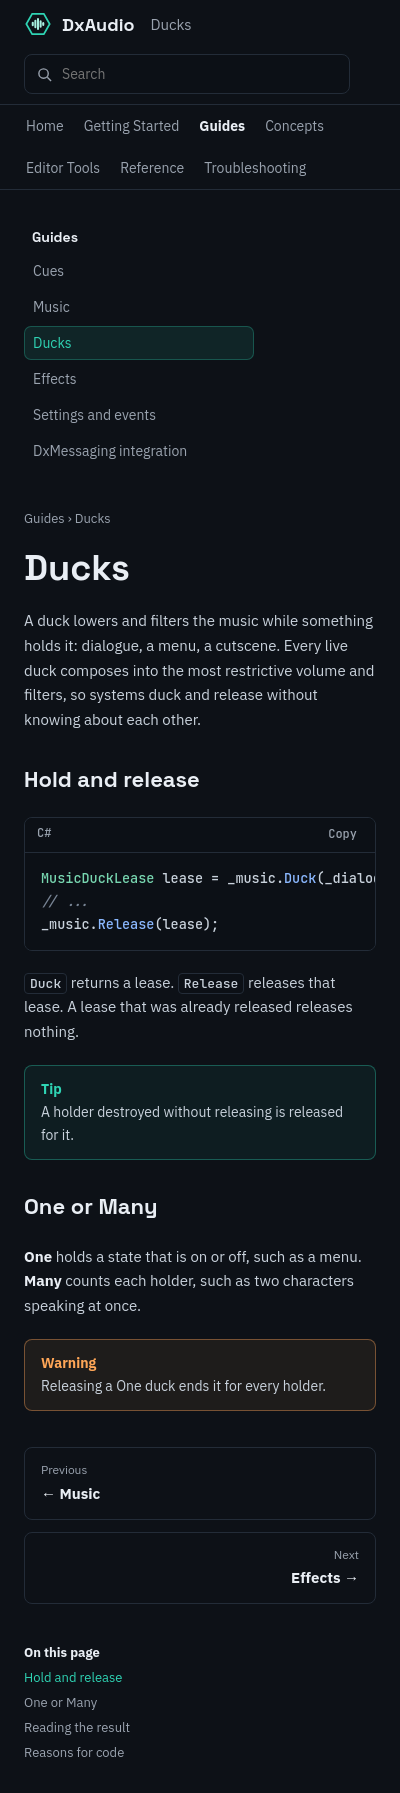 DxAudio Ducks
Search
Home Getting Started Guides Concepts
Editor Tools Reference Troubleshooting
Guides
Cues
Music
Ducks
Effects
Settings and events
DxMessaging integration
Guides › Ducks
Ducks
A duck lowers and filters the music while something
holds it: dialogue, a menu, a cutscene. Every live
duck composes into the most restrictive volume and
filters, so systems duck and release without
knowing about each other.
Hold and release
C# Copy
MusicDuckLease lease = _music.Duck(_dialo
// ...
_music.Release(lease);
Duck returns a lease. Release releases that
lease. A lease that was already released releases
nothing.
Tip
A holder destroyed without releasing is released
for it.
One or Many
One holds a state that is on or off, such as a menu.
Many counts each holder, such as two characters
speaking at once.
Warning
Releasing a One duck ends it for every holder.
Previous
← Music
Next
Effects →
On this page
Hold and release
One or Many
Reading the result
Reasons for code